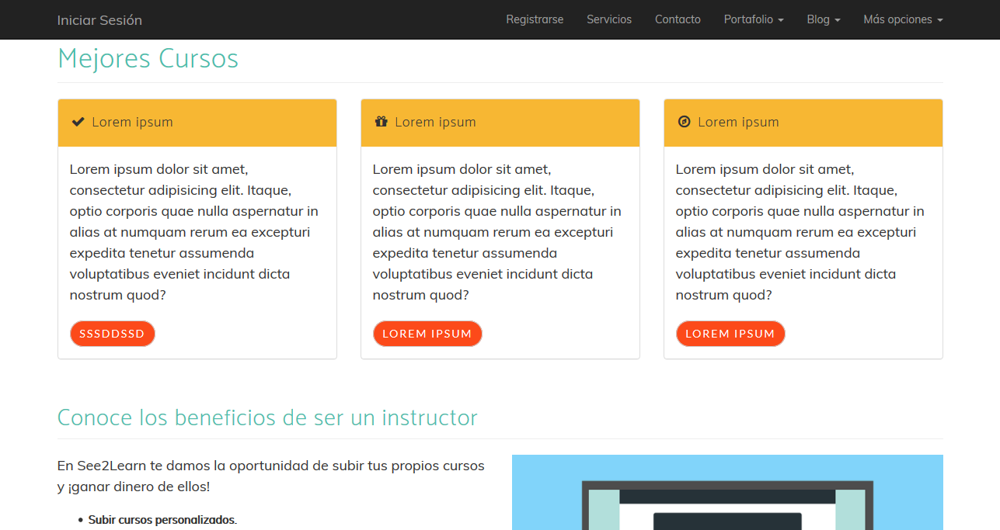 Iniciar Sesión
Registrarse
Servicios
Contacto
Portafolio
Blog
Más opciones
Mejores Cursos
Lorem ipsum
Lorem ipsum dolor sit amet,
consectetur adipisicing elit. Itaque,
optio corporis quae nulla aspernatur in
alias at numquam rerum ea excepturi
expedita tenetur assumenda
voluptatibus eveniet incidunt dicta
nostrum quod?
SSSDDSSD
Lorem ipsum
Lorem ipsum dolor sit amet,
consectetur adipisicing elit. Itaque,
optio corporis quae nulla aspernatur in
alias at numquam rerum ea excepturi
expedita tenetur assumenda
voluptatibus eveniet incidunt dicta
nostrum quod?
LOREM IPSUM
Lorem ipsum
Lorem ipsum dolor sit amet,
consectetur adipisicing elit. Itaque,
optio corporis quae nulla aspernatur in
alias at numquam rerum ea excepturi
expedita tenetur assumenda
voluptatibus eveniet incidunt dicta
nostrum quod?
LOREM IPSUM
Conoce los beneficios de ser un instructor
En See2Learn te damos la oportunidad de subir tus propios cursos
y ¡ganar dinero de ellos!
• Subir cursos personalizados.